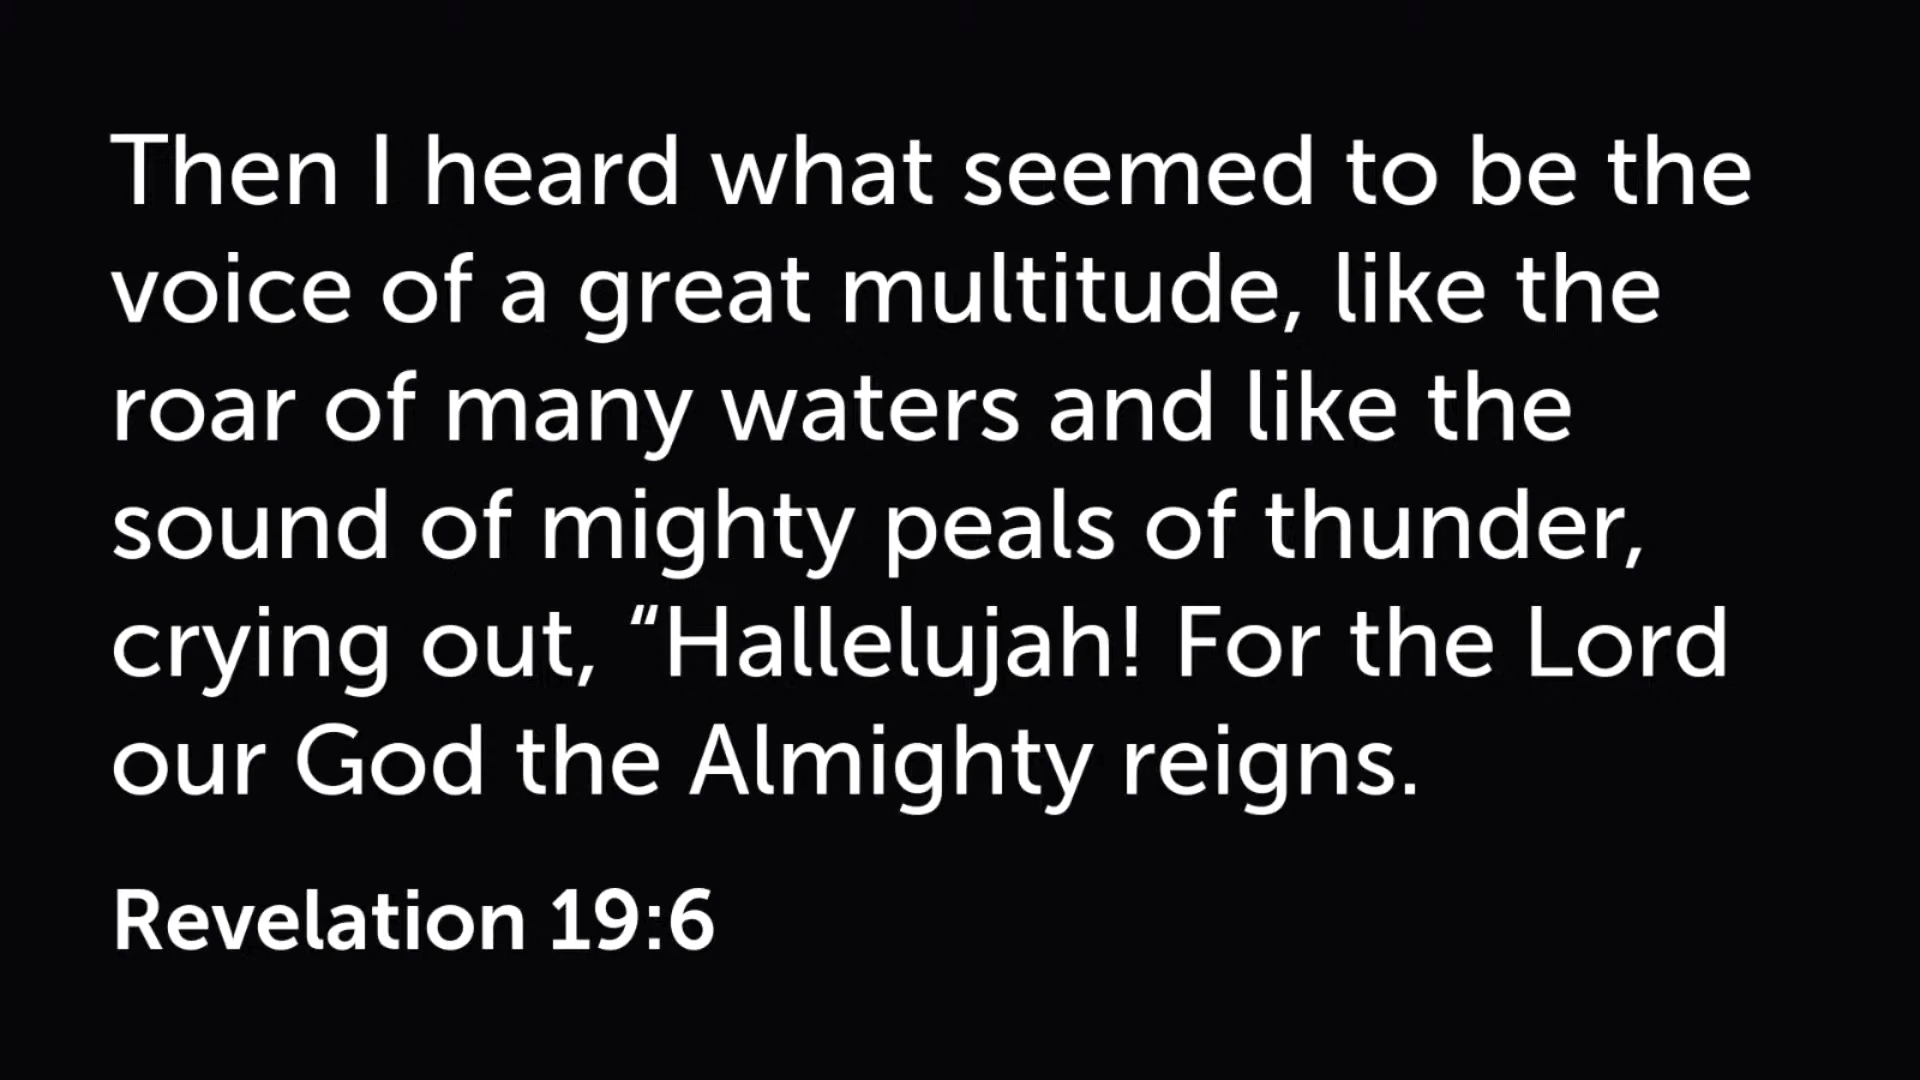 Then I heard what seemed to be the
voice of a great multitude, like the
roar of many waters and like the
sound of mighty peals of thunder,
crying out, “Hallelujah! For the Lord
our God the Almighty reigns.
Revelation 19:6